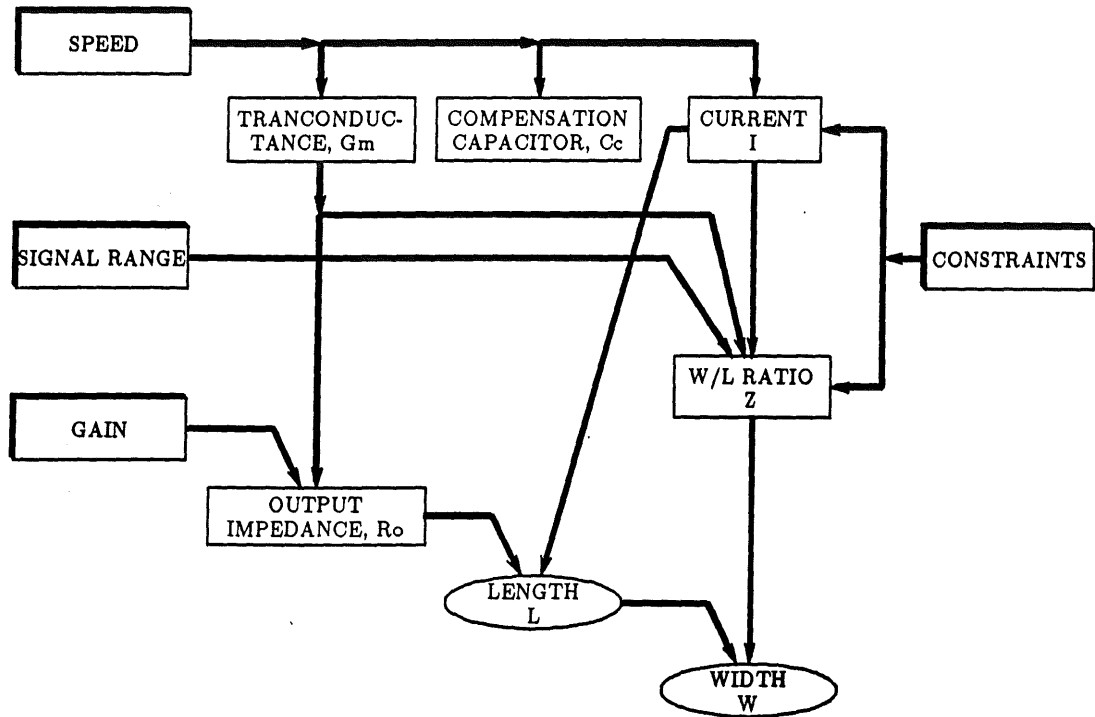 SPEED
TRANCONDUC-
TANCE, Gm
COMPENSATION
CAPACITOR, Cc
CURRENT
I
SIGNAL RANGE
CONSTRAINTS
W/L RATIO
Z
GAIN
OUTPUT
IMPEDANCE, Ro
LENGTH
L
WIDTH
W